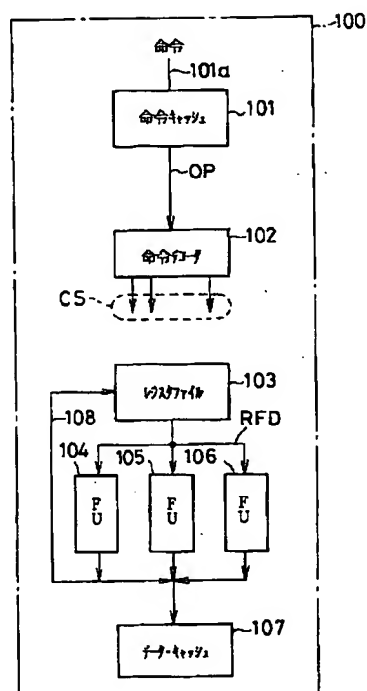 100
命令
101a
命令キャッシュ
101
OP
命令デコーダ
102
CS
レジスタファイル
103
108
RFD
104
105
106
FU
FU
FU
データ・キャッシュ
107